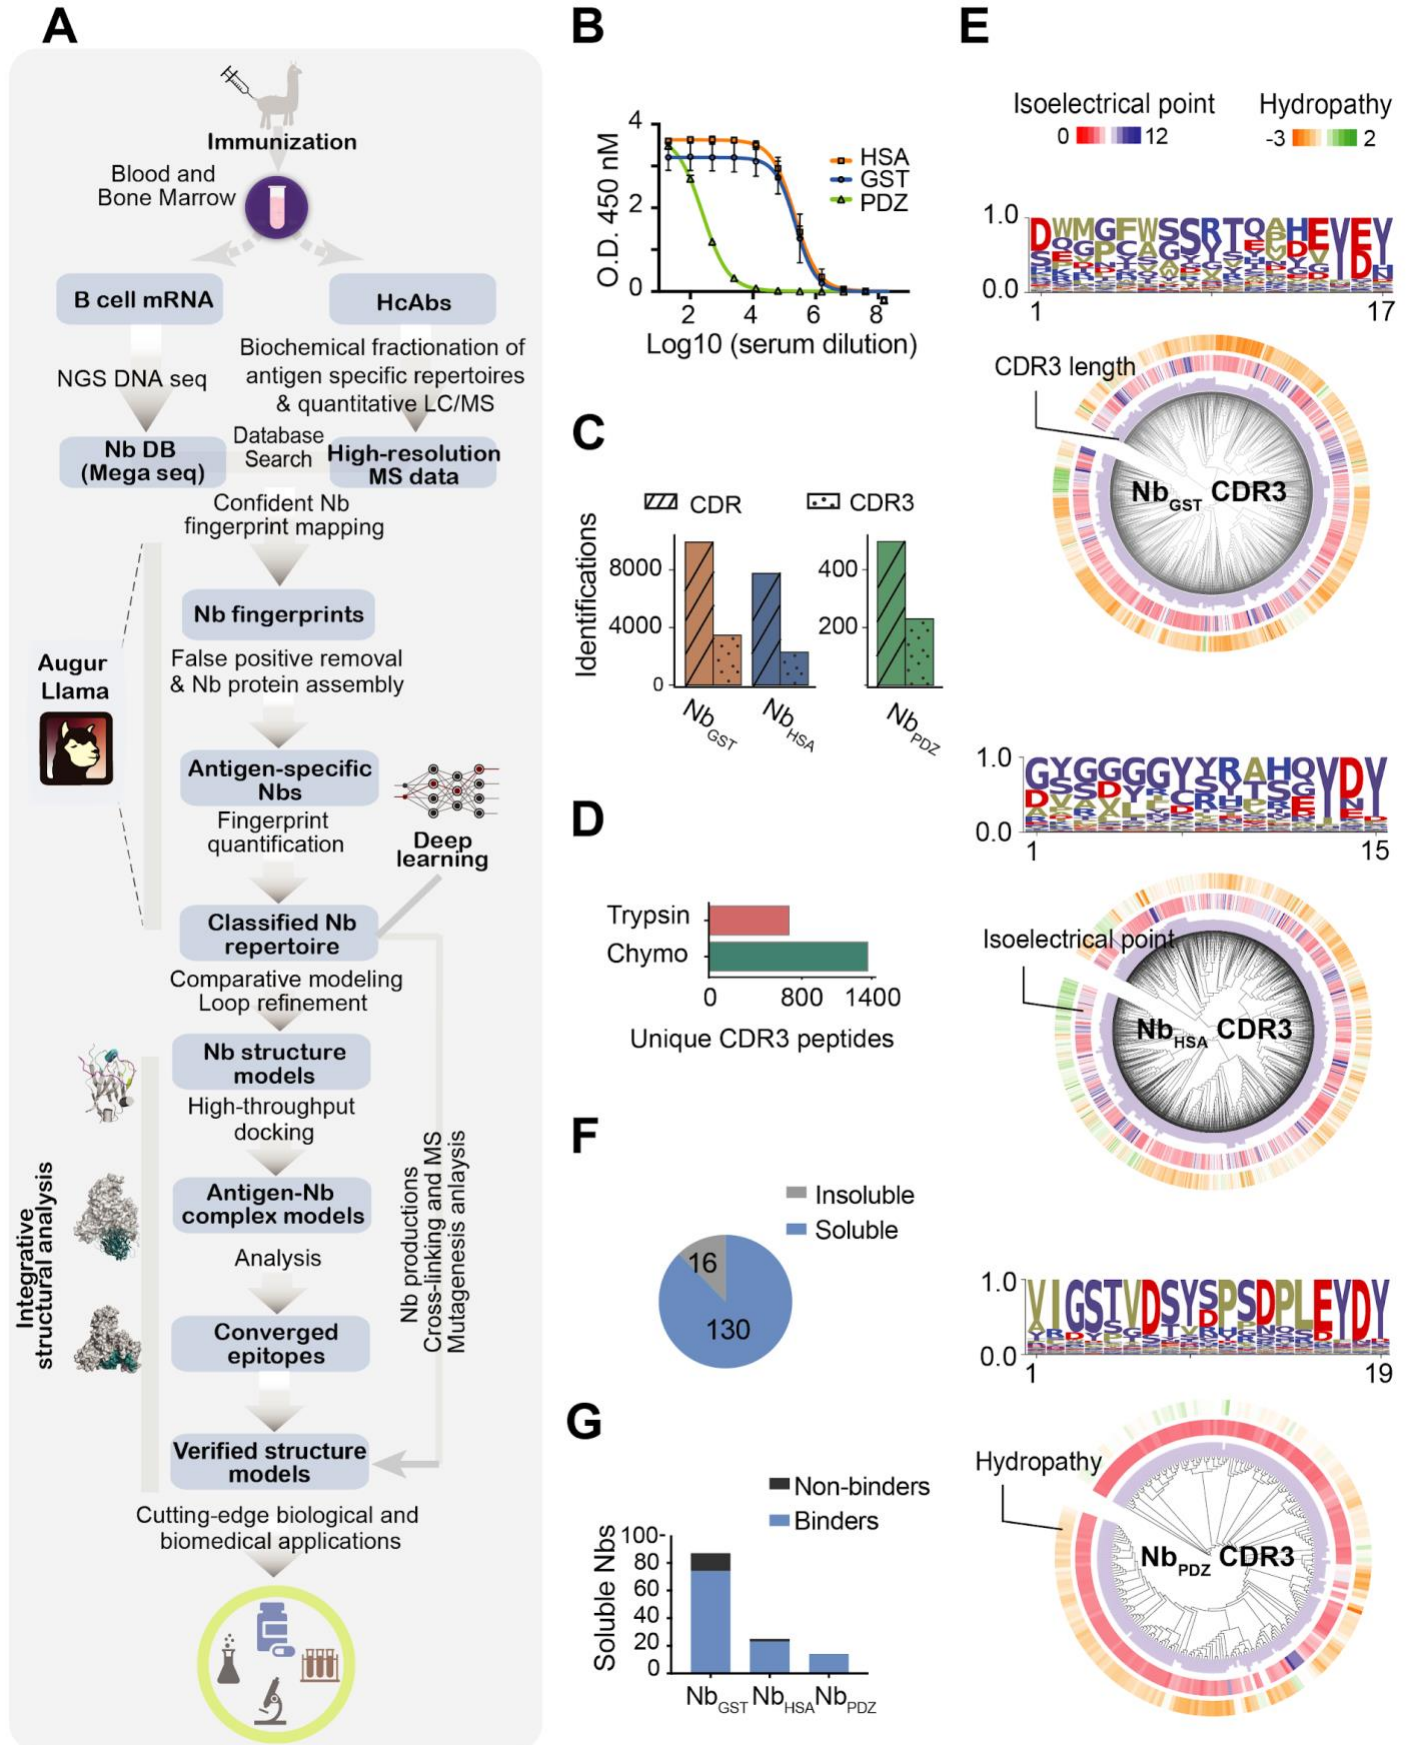 A
Immunization
Blood and
Bone Marrow
B cell mRNA
HcAbs
NGS DNA seq
Biochemical fractionation of
antigen specific repertoires
& quantitative LC/MS
Nb DB
(Mega seq)
Database
Search
High-resolution
MS data
Confident Nb
fingerprint mapping
Nb fingerprints
False positive removal
& Nb protein assembly
Augur
Llama
Antigen-specific
Nbs
Fingerprint
quantification
Deep
learning
Classified Nb
repertoire
Comparative modeling
Loop refinement
Nb structure
models
High-throughput
docking
Antigen-Nb
complex models
Analysis
Converged
epitopes
Verified structure
models
Integrative
structural analysis
Nb productions
Cross-linking and MS
Mutagenesis anlaysis
Cutting-edge biological and
biomedical applications
B
O.D. 450 nM
4
2
0
2 4 6 8
Log10 (serum dilution)
HSA
GST
PDZ
C
CDR
CDR3
Identifications
8000
4000
0
400
200
NbGST
NbHSA
NbPDZ
D
Trypsin
Chymo
0 800 1400
Unique CDR3 peptides
F
Insoluble
Soluble
16
130
G
Non-binders
Binders
Soluble Nbs
100
80
60
40
20
0
NbGST NbHSA NbPDZ
E
Isoelectrical point
0 12
Hydropathy
-3 2
1.0
DWMGFWSSRTQAHEYEY
0.0
1 17
CDR3 length
NbGST CDR3
1.0
GYGGGGYYRAHQYDY
0.0
1 15
Isoelectrical point
NbHSA CDR3
1.0
VIGSTVDSYSPSDPLEYDY
0.0
1 19
Hydropathy
NbPDZ CDR3